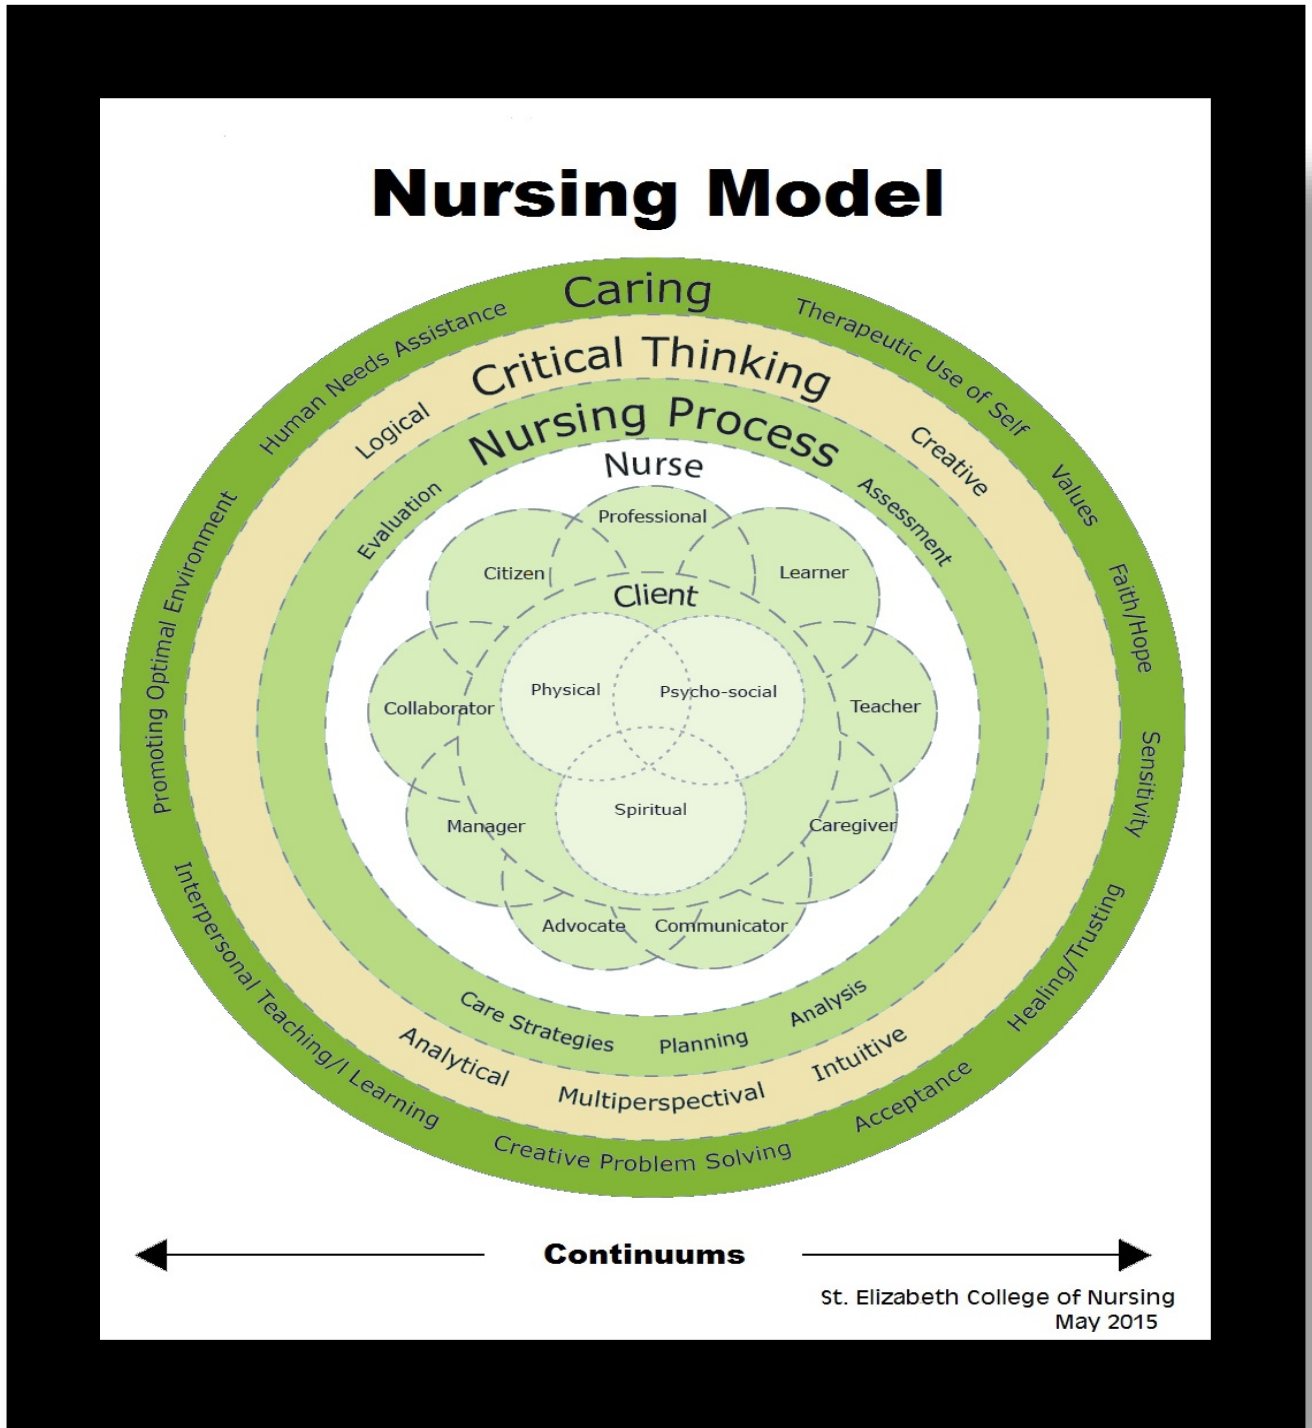 Nursing Model
Caring
Therapeutic Use of Self
Values
Faith/Hope
Sensitivity
Healing/Trusting
Acceptance
Creative Problem Solving
Interpersonal Teaching/l Learning
Promoting Optimal Environment
Human Needs Assistance
Critical Thinking
Creative
Intuitive
Multiperspectival
Analytical
Logical
Nursing Process
Assessment
Analysis
Planning
Care Strategies
Evaluation
Nurse
Professional
Learner
Teacher
Caregiver
Communicator
Advocate
Manager
Collaborator
Citizen
Client
Physical
Psycho-social
Spiritual
Continuums
St. Elizabeth College of Nursing
May 2015